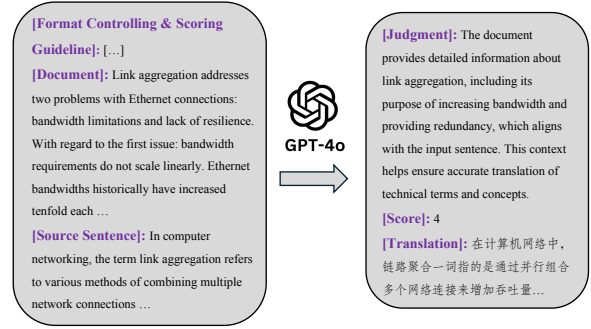 [Format Controlling & Scoring
Guideline]: […]
[Document]: Link aggregation addresses
two problems with Ethernet connections:
bandwidth limitations and lack of resilience.
With regard to the first issue: bandwidth
requirements do not scale linearly. Ethernet
bandwidths historically have increased
tenfold each …
[Source Sentence]: In computer
networking, the term link aggregation refers
to various methods of combining multiple
network connections …
GPT-4o
[Judgment]: The document
provides detailed information about
link aggregation, including its
purpose of increasing bandwidth and
providing redundancy, which aligns
with the input sentence. This context
helps ensure accurate translation of
technical terms and concepts.
[Score]: 4
[Translation]: 在计算机网络中，
链路聚合一词指的是通过并行组合
多个网络连接来增加吞吐量…